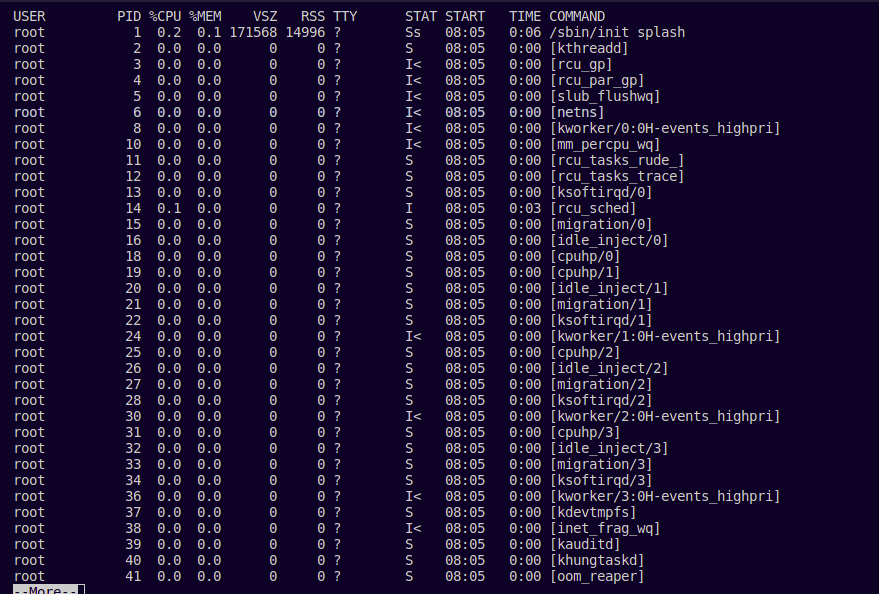 USER PID %CPU %MEM VSZ RSS TTY STAT START TIME COMMAND
root 1 0.2 0.1 171568 14996 ? Ss 08:05 0:06 /sbin/init splash
root 2 0.0 0.0 0 0 ? S 08:05 0:00 [kthreadd]
root 3 0.0 0.0 0 0 ? I< 08:05 0:00 [rcu_gp]
root 4 0.0 0.0 0 0 ? I< 08:05 0:00 [rcu_par_gp]
root 5 0.0 0.0 0 0 ? I< 08:05 0:00 [slub_flushwq]
root 6 0.0 0.0 0 0 ? I< 08:05 0:00 [netns]
root 8 0.0 0.0 0 0 ? I< 08:05 0:00 [kworker/0:0H-events_highpri]
root 10 0.0 0.0 0 0 ? I< 08:05 0:00 [mm_percpu_wq]
root 11 0.0 0.0 0 0 ? S 08:05 0:00 [rcu_tasks_rude_]
root 12 0.0 0.0 0 0 ? S 08:05 0:00 [rcu_tasks_trace]
root 13 0.0 0.0 0 0 ? S 08:05 0:00 [ksoftirqd/0]
root 14 0.1 0.0 0 0 ? I 08:05 0:03 [rcu_sched]
root 15 0.0 0.0 0 0 ? S 08:05 0:00 [migration/0]
root 16 0.0 0.0 0 0 ? S 08:05 0:00 [idle_inject/0]
root 18 0.0 0.0 0 0 ? S 08:05 0:00 [cpuhp/0]
root 19 0.0 0.0 0 0 ? S 08:05 0:00 [cpuhp/1]
root 20 0.0 0.0 0 0 ? S 08:05 0:00 [idle_inject/1]
root 21 0.0 0.0 0 0 ? S 08:05 0:00 [migration/1]
root 22 0.0 0.0 0 0 ? S 08:05 0:00 [ksoftirqd/1]
root 24 0.0 0.0 0 0 ? I< 08:05 0:00 [kworker/1:0H-events_highpri]
root 25 0.0 0.0 0 0 ? S 08:05 0:00 [cpuhp/2]
root 26 0.0 0.0 0 0 ? S 08:05 0:00 [idle_inject/2]
root 27 0.0 0.0 0 0 ? S 08:05 0:00 [migration/2]
root 28 0.0 0.0 0 0 ? S 08:05 0:00 [ksoftirqd/2]
root 30 0.0 0.0 0 0 ? I< 08:05 0:00 [kworker/2:0H-events_highpri]
root 31 0.0 0.0 0 0 ? S 08:05 0:00 [cpuhp/3]
root 32 0.0 0.0 0 0 ? S 08:05 0:00 [idle_inject/3]
root 33 0.0 0.0 0 0 ? S 08:05 0:00 [migration/3]
root 34 0.0 0.0 0 0 ? S 08:05 0:00 [ksoftirqd/3]
root 36 0.0 0.0 0 0 ? I< 08:05 0:00 [kworker/3:0H-events_highpri]
root 37 0.0 0.0 0 0 ? S 08:05 0:00 [kdevtmpfs]
root 38 0.0 0.0 0 0 ? I< 08:05 0:00 [inet_frag_wq]
root 39 0.0 0.0 0 0 ? S 08:05 0:00 [kauditd]
root 40 0.0 0.0 0 0 ? S 08:05 0:00 [khungtaskd]
root 41 0.0 0.0 0 0 ? S 08:05 0:00 [oom_reaper]
--More--